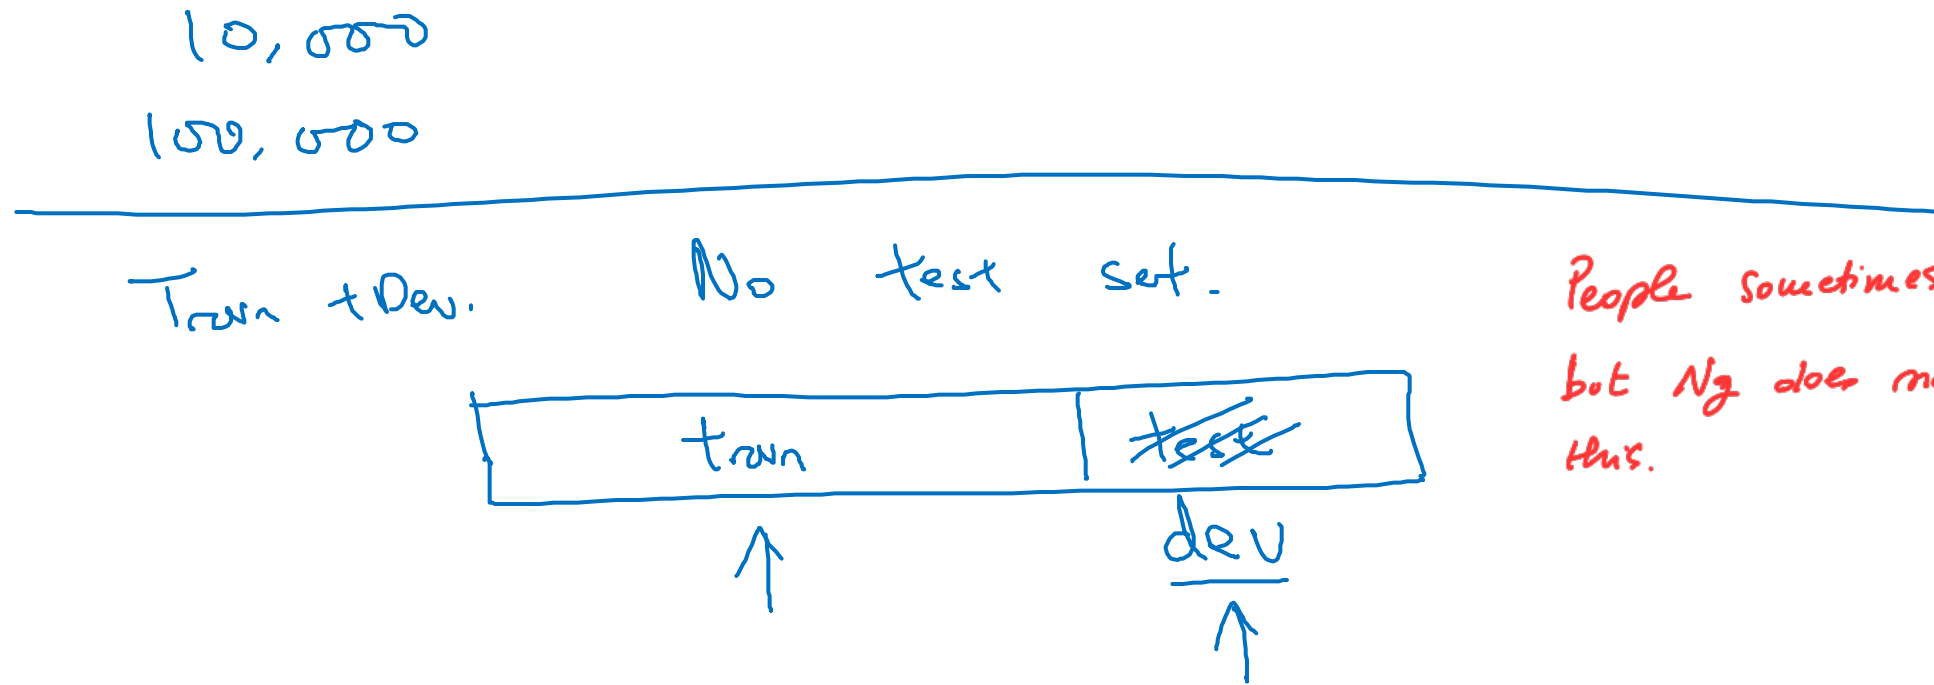 10,000
100,000
Train + Dev. No test set.
People sometimes
but Ng does
this.
train test
dev